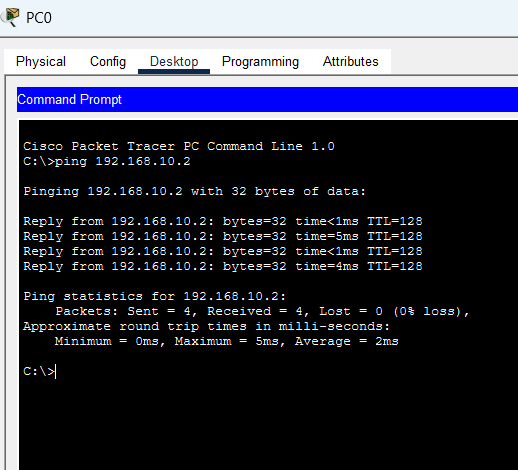 PC0
Physical Config Desktop Programming Attributes
Command Prompt
Cisco Packet Tracer PC Command Line 1.0
C:\>ping 192.168.10.2
Pinging 192.168.10.2 with 32 bytes of data:
Reply from 192.168.10.2: bytes=32 time<1ms TTL=128
Reply from 192.168.10.2: bytes=32 time=5ms TTL=128
Reply from 192.168.10.2: bytes=32 time<1ms TTL=128
Reply from 192.168.10.2: bytes=32 time=4ms TTL=128
Ping statistics for 192.168.10.2:
Packets: Sent = 4, Received = 4, Lost = 0 (0% loss),
Approximate round trip times in milli-seconds:
Minimum = 0ms, Maximum = 5ms, Average = 2ms
C:\>